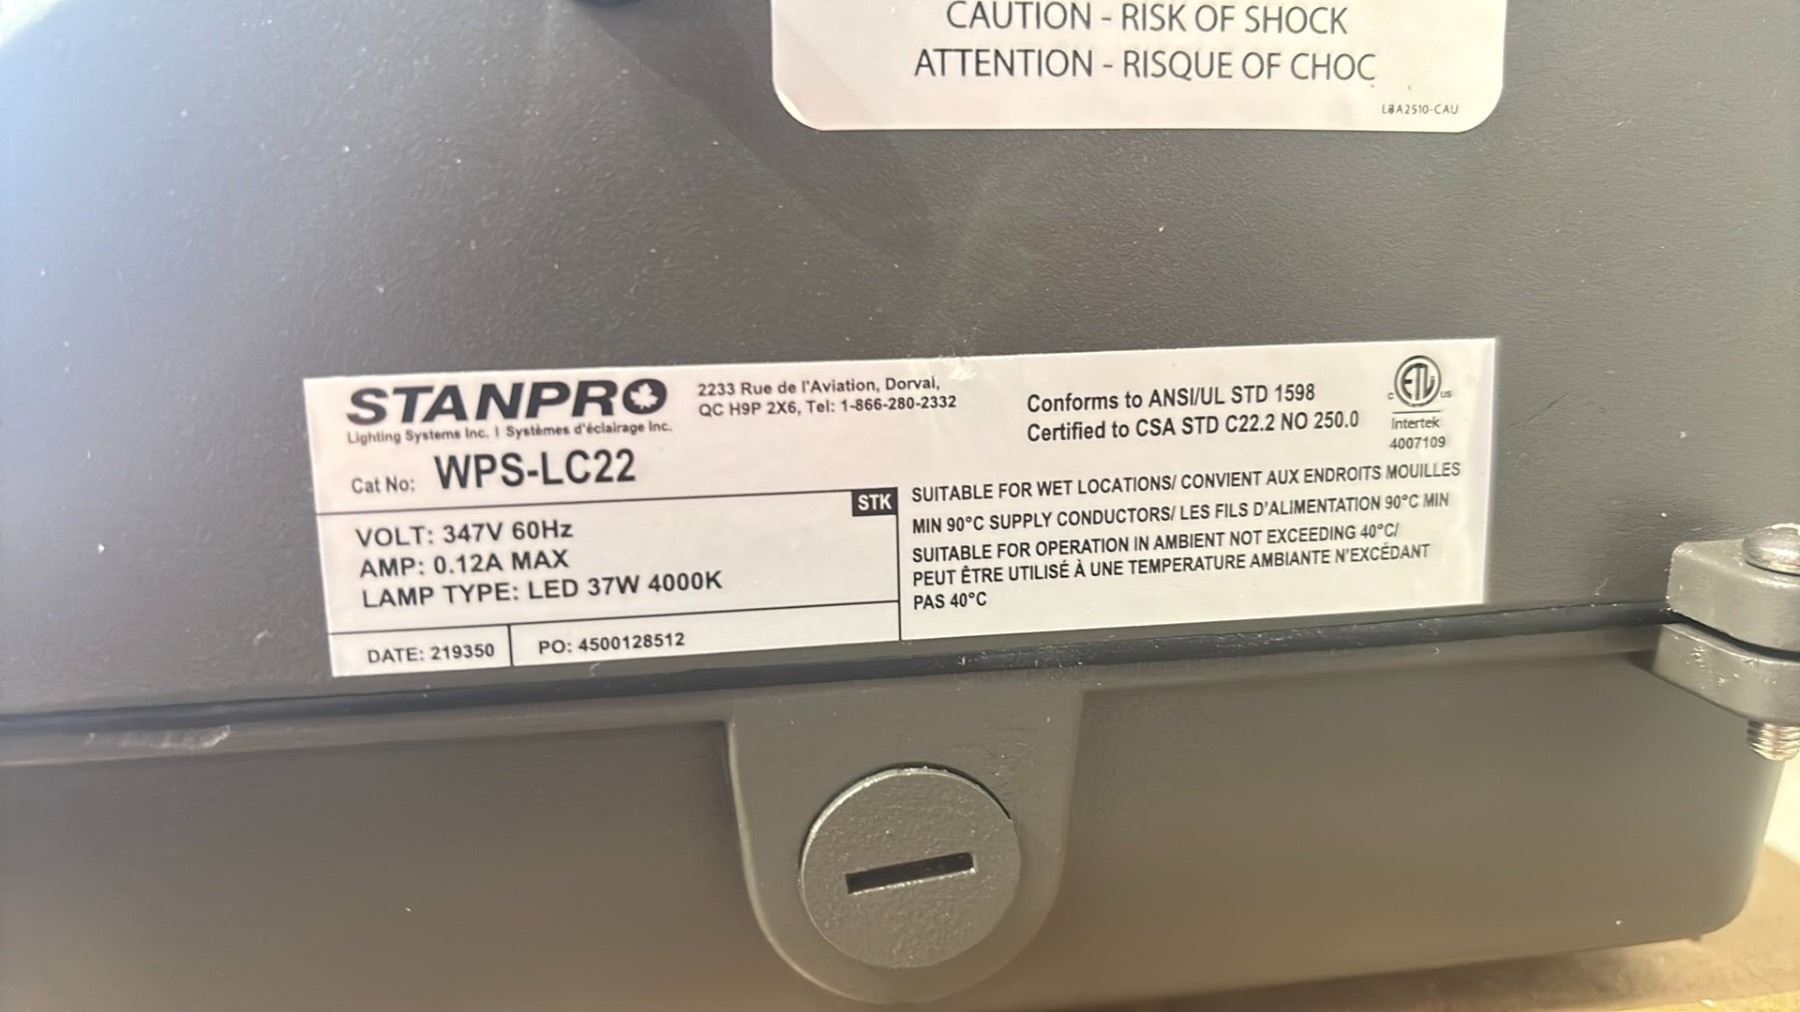 CAUTION - RISK OF SHOCK
ATTENTION - RISQUE OF CHOC
LBA2510-CAU
STANPRO
Lighting Systems Inc. | Systèmes d'éclairage Inc.
2233 Rue de l'Aviation, Dorval,
QC H9P 2X6, Tel: 1-866-280-2332
Cat No: WPS-LC22
STK
VOLT: 347V 60Hz
AMP: 0.12A MAX
LAMP TYPE: LED 37W 4000K
DATE: 219350
PO: 4500128512
Conforms to ANSI/UL STD 1598
Certified to CSA STD C22.2 NO 250.0
C ETL US
Intertek
4007109
SUITABLE FOR WET LOCATIONS/ CONVIENT AUX ENDROITS MOUILLES
MIN 90°C SUPPLY CONDUCTORS/ LES FILS D'ALIMENTATION 90°C MIN
SUITABLE FOR OPERATION IN AMBIENT NOT EXCEEDING 40°C/
PEUT ÊTRE UTILISÉ À UNE TEMPERATURE AMBIANTE N'EXCÉDANT
PAS 40°C